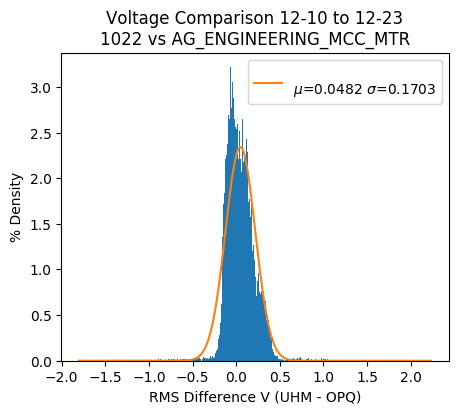 Voltage Comparison 12-10 to 12-23
1022 vs AG_ENGINEERING_MCC_MTR
μ=0.0482 σ=0.1703
% Density
3.0
2.5
2.0
1.5
1.0
0.5
0.0
−2.0 −1.5 −1.0 −0.5 0.0 0.5 1.0 1.5 2.0
RMS Difference V (UHM - OPQ)